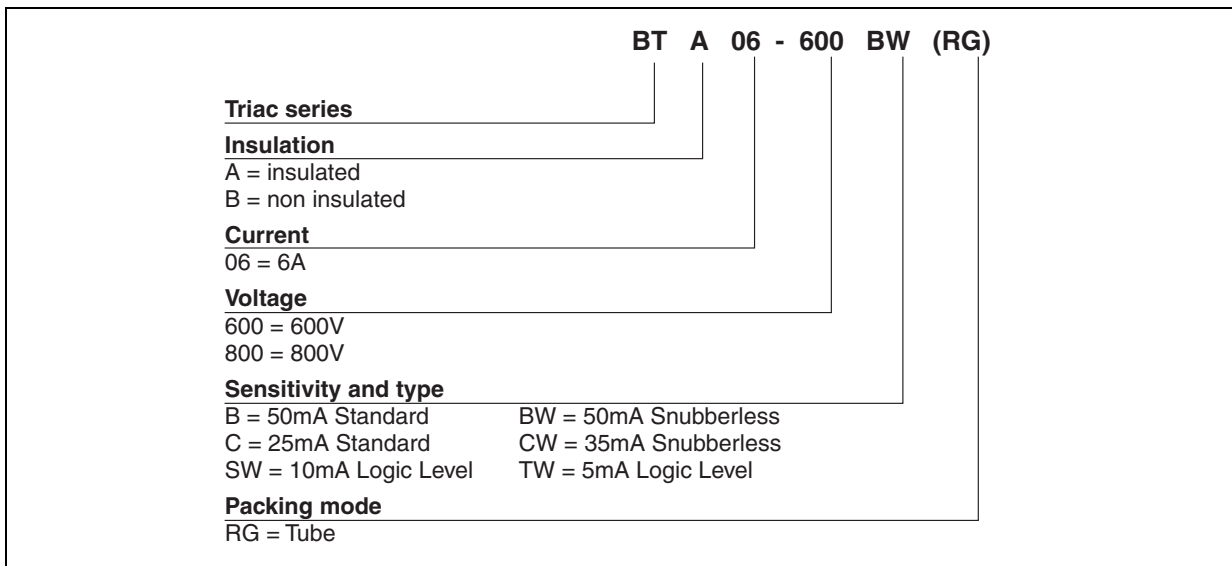 BT A 06 - 600 BW (RG)
Triac series
Insulation
A = insulated
B = non insulated
Current
06 = 6A
Voltage
600 = 600V
800 = 800V
Sensitivity and type
B = 50mA Standard BW = 50mA Snubberless
C = 25mA Standard CW = 35mA Snubberless
SW = 10mA Logic Level TW = 5mA Logic Level
Packing mode
RG = Tube